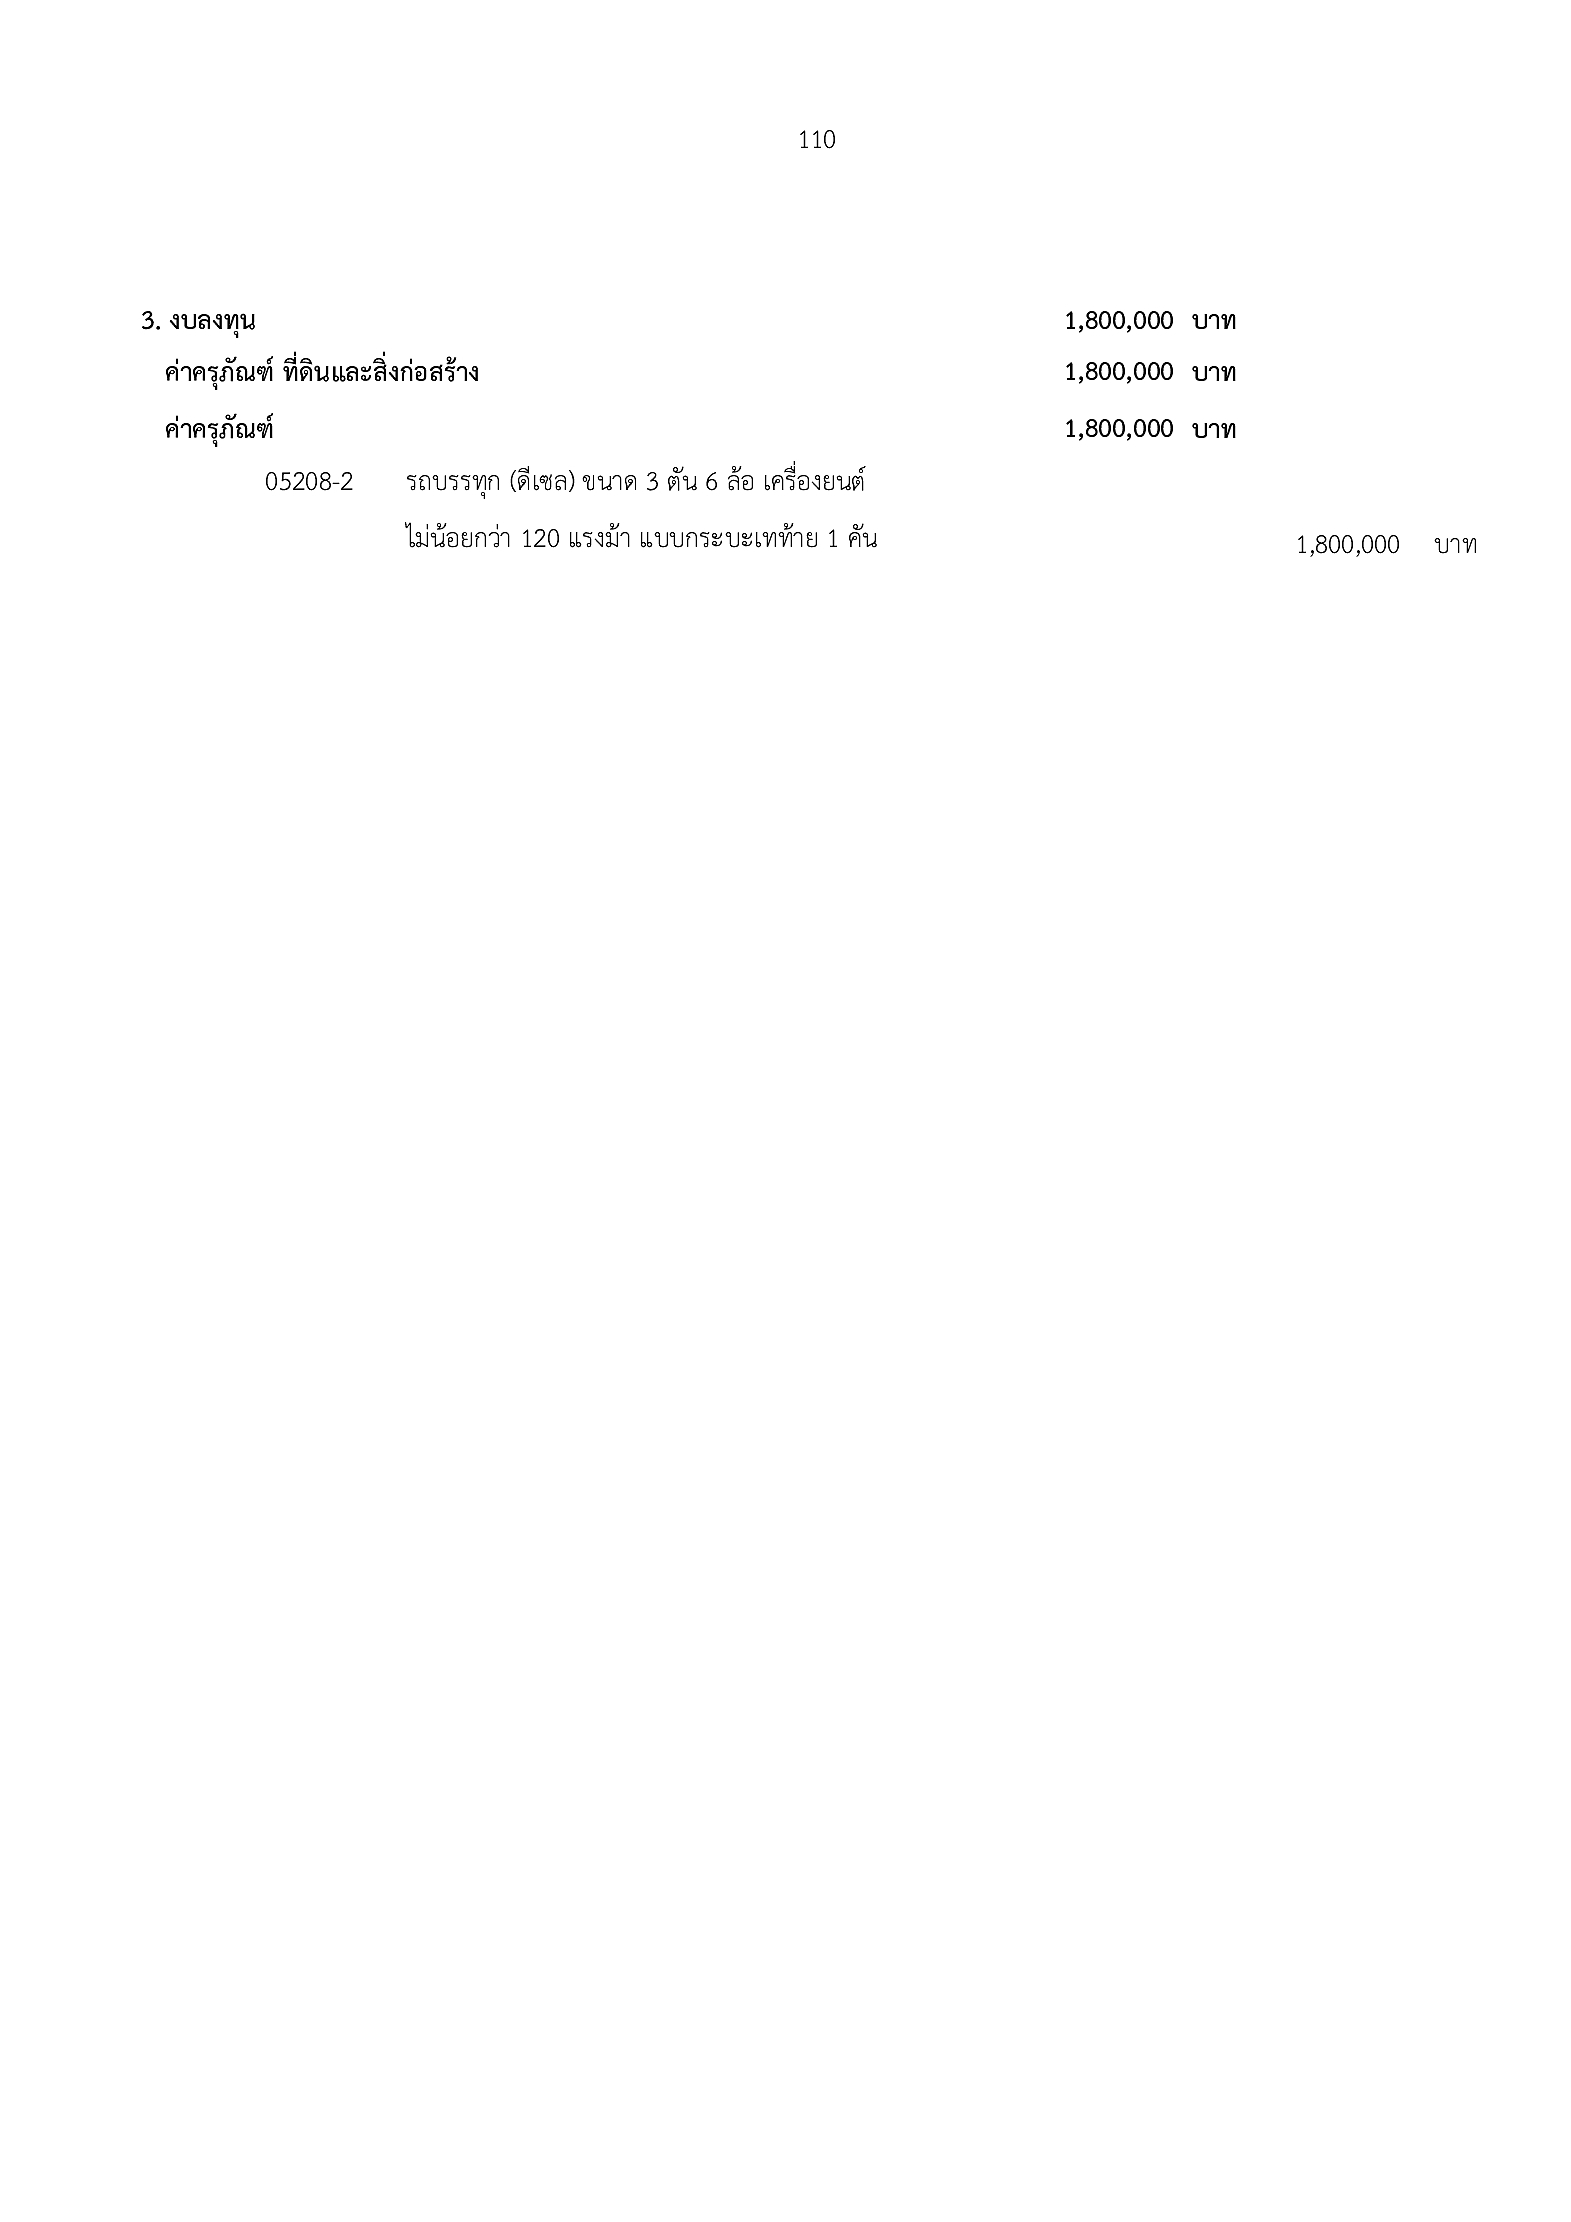 110
3. งบลงทุน 1,800,000 บาท
ค่าครุภัณฑ์ ที่ดินและสิ่งก่อสร้าง 1,800,000 บาท
ค่าครุภัณฑ์ 1,800,000 บาท
05208-2 รถบรรทุก (ดีเซล) ขนาด 3 ตัน 6 ล้อ เครื่องยนต์
ไม่น้อยกว่า 120 แรงม้า แบบกระบะเทท้าย 1 คัน 1,800,000 บาท